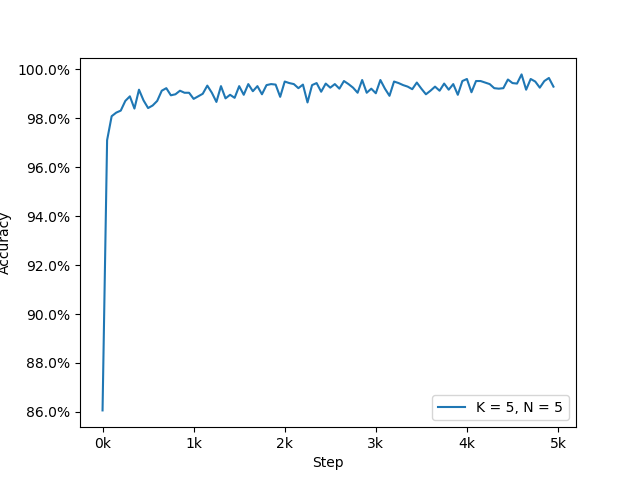 100.0%
98.0%
96.0%
94.0%
92.0%
90.0%
88.0%
86.0%
Accuracy
0k 1k 2k 3k 4k 5k
Step
K = 5, N = 5